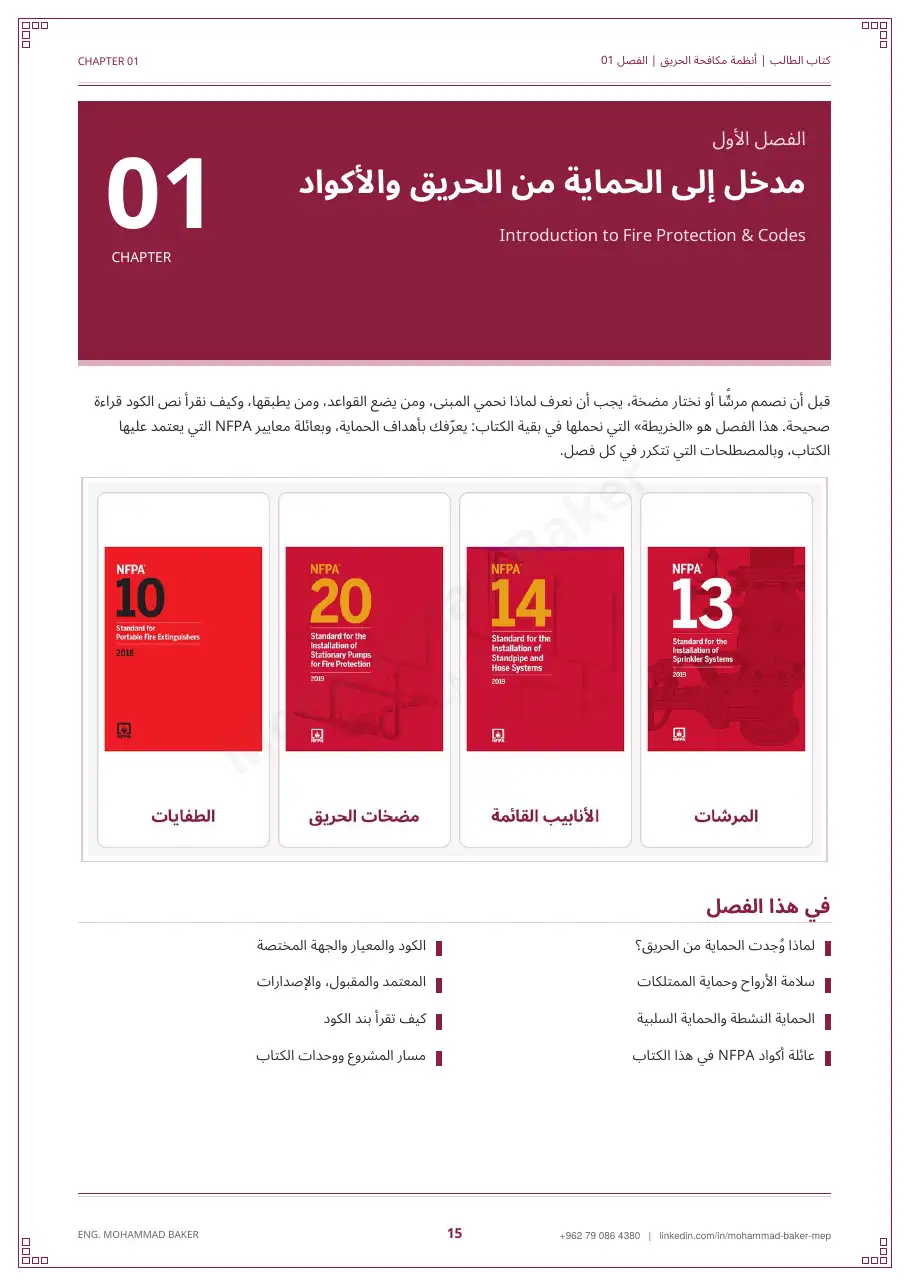 كتاب الطالب | أنظمة مكافحة الحريق | الفصل 01
CHAPTER 01
الفصل الأول
مدخل إلى الحماية من الحريق والأكواد
Introduction to Fire Protection & Codes
01
CHAPTER
قبل أن نصمم مرشًّا أو نختار مضخة، يجب أن نعرف لماذا نحمي المبنى، ومن يضع القواعد، ومن يطبقها، وكيف نقرأ نص الكود قراءة
صحيحة. هذا الفصل هو «الخريطة» التي نحملها في بقية الكتاب: يعرّفك بأهداف الحماية، وبعائلة معايير NFPA التي يعتمد عليها
الكتاب، وبالمصطلحات التي تتكرر في كل فصل.
NFPA
13
Standard for the
Installation of
Sprinkler Systems
2019
NFPA
المرشات
NFPA
14
Standard for the
Installation of
Standpipe and
Hose Systems
2019
NFPA
الأنابيب القائمة
NFPA
20
Standard for the
Installation of
Stationary Pumps
for Fire Protection
2019
NFPA
مضخات الحريق
NFPA
10
Standard for
Portable Fire Extinguishers
2018
NFPA
الطفايات
في هذا الفصل
لماذا وُجدت الحماية من الحريق؟
سلامة الأرواح وحماية الممتلكات
الحماية النشطة والحماية السلبية
عائلة أكواد NFPA في هذا الكتاب
الكود والمعيار والجهة المختصة
المعتمد والمقبول، والإصدارات
كيف تقرأ بند الكود
مسار المشروع ووحدات الكتاب
ENG. MOHAMMAD BAKER
15
+962 79 086 4380 | linkedin.com/in/mohammad-baker-mep